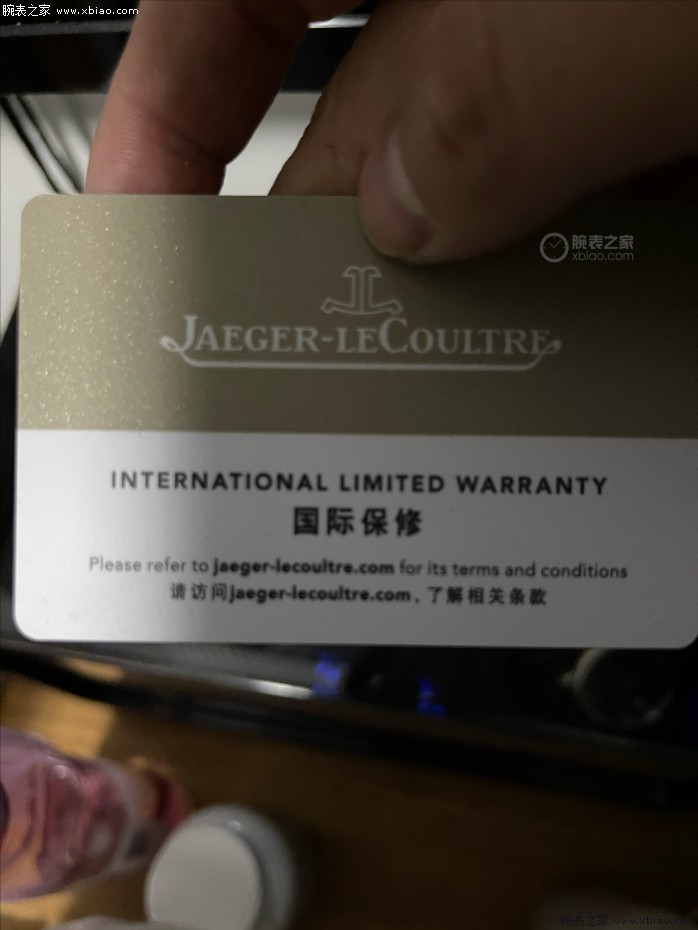 腕表之家 www.xbiao.com
腕表之家
xbiao.com
JAEGER-LECOULTRE
INTERNATIONAL LIMITED WARRANTY
国际保修
Please refer to jaeger-lecoultre.com for its terms and conditions
请访问jaeger-lecoultre.com，了解相关条款
腕表之家 www.xbiao.com